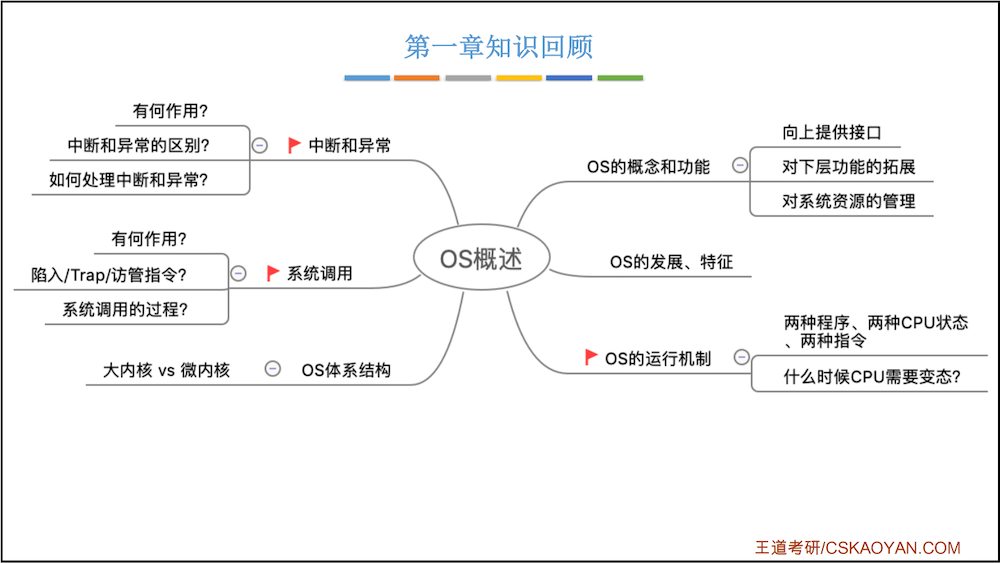 第一章知识回顾
有何作用?
中断和异常的区别?
如何处理中断和异常?
中断和异常
有何作用?
陷入/Trap/访管指令?
系统调用的过程?
系统调用
大内核 vs 微内核
OS体系结构
OS概述
OS的概念和功能
向上提供接口
对下层功能的拓展
对系统资源的管理
OS的发展、特征
OS的运行机制
两种程序、两种CPU状态
、两种指令
什么时候CPU需要变态?
王道考研/CSKAOYAN.COM